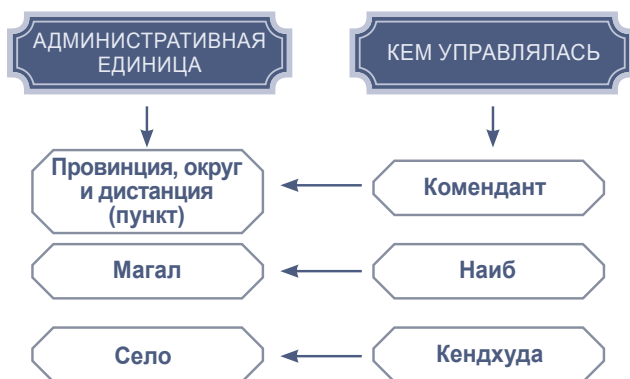 АДМИНИСТРАТИВНАЯ
ЕДИНИЦА
КЕМ УПРАВЛЯЛАСЬ
Провинция, округ
и дистанция
(пункт)
Комендант
Магал
Наиб
Село
Кендхуда